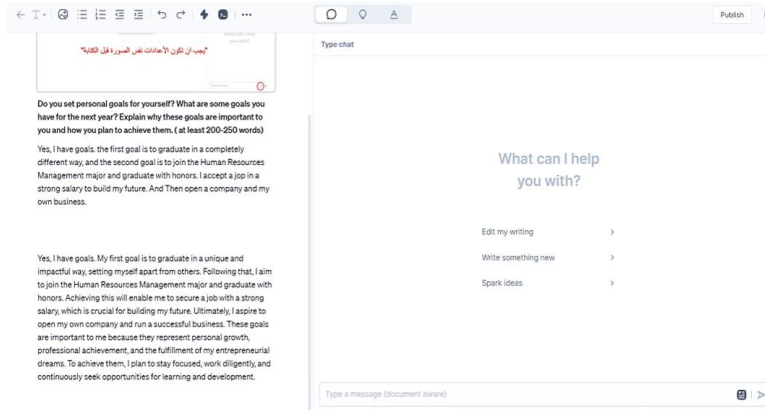 Publish
Type chat
"يجب ان تكون الأعدادات نفس الصورة قبل الكتابة"
Do you set personal goals for yourself? What are some goals you
have for the next year? Explain why these goals are important to
you and how you plan to achieve them. ( at least 200-250 words)
Yes, I have goals. the first goal is to graduate in a completely
different way, and the second goal is to join the Human Resources
Management major and graduate with honors. I accept a jop in a
strong salary to build my future. And Then open a company and my
own business.
Yes, I have goals. My first goal is to graduate in a unique and
impactful way, setting myself apart from others. Following that, I aim
to join the Human Resources Management major and graduate with
honors. Achieving this will enable me to secure a job with a strong
salary, which is crucial for building my future. Ultimately, I aspire to
open my own company and run a successful business. These goals
are important to me because they represent personal growth,
professional achievement, and the fulfillment of my entrepreneurial
dreams. To achieve them, I plan to stay focused, work diligently, and
continuously seek opportunities for learning and development.
What can I help
you with?
Edit my writing
Write something new
Spark ideas
Type a message (document aware)